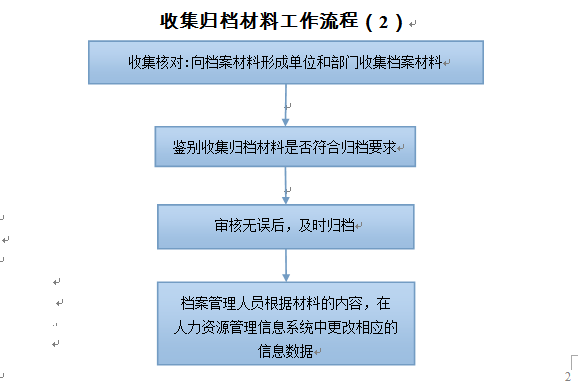 收集归档材料工作流程（2）
收集核对:向档案材料形成单位和部门收集档案材料
鉴别收集归档材料是否符合归档要求
审核无误后，及时归档
档案管理人员根据材料的内容，在
人力资源管理信息系统中更改相应的
信息数据
2